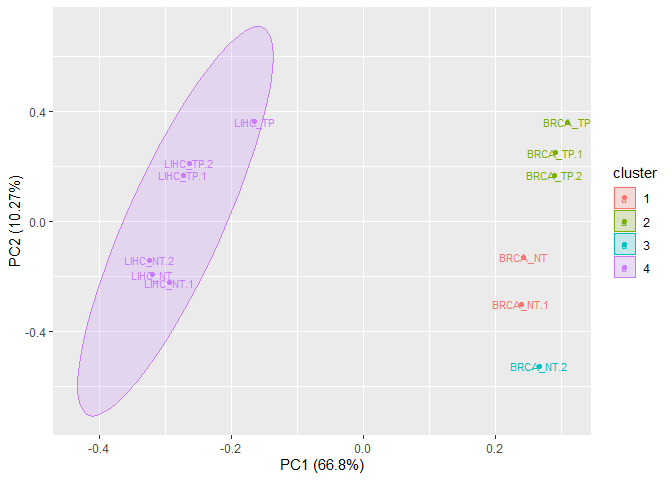 LIHC_TP
BRCA_TP
BRCA_TP.1
LIHC_TP.2
LIHC_TP.1
BRCA_TP.2
LIHC_NT.2
BRCA_NT
LIHC_NT
LIHC_NT.1
BRCA_NT.1
BRCA_NT.2
0.4
0.0
-0.4
PC2 (10.27%)
-0.4
-0.2
0.0
0.2
PC1 (66.8%)
cluster
a 1
a 2
a 3
a 4